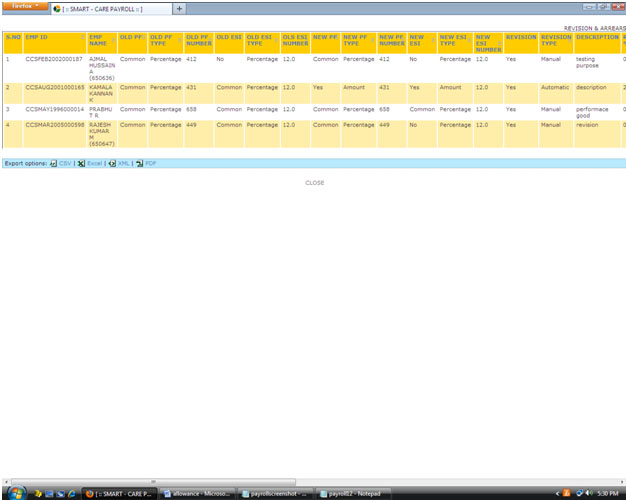 Firefox
[ :: SMART - CARE PAYROLL :: ]
REVISION & ARREARS
S.NO EMP ID EMP NAME OLD PF OLD PF TYPE OLD PF NUMBER OLD ESI OLD ESI TYPE OLS ESI NUMBER NEW PF NEW PF TYPE NEW PF NUMBER NEW ESI NEW ESI TYPE NEW ESI NUMBER REVISION REVISION TYPE DESCRIPTION
1 CCSFEB2002000187 AJMAL HUSSAIN A (650636) Common Percentage 412 No Percentage 12.0 Common Percentage 412 No Percentage 12.0 Yes Manual testing purpose
2 CCSAUG2001000165 KAMALA KANNAN K Common Percentage 431 Common Percentage 12.0 Yes Amount 431 Yes Amount 12.0 Yes Automatic description 2
3 CCSMAY1996000014 PRABHU T R Common Percentage 658 Common Percentage 12.0 Common Percentage 658 Common Percentage 12.0 Yes Manual performace good
4 CCSMAR2005000598 RAJESH KUMAR M (650647) Common Percentage 449 Common Percentage 12.0 Common Percentage 449 No Percentage 12.0 Yes Manual revision
Export options: CSV | Excel | XML | PDF
CLOSE
[ :: SMART - CARE P... allowance - Microso... payrollscreenshot - ... payroll12 - Notepad 5:30 PM